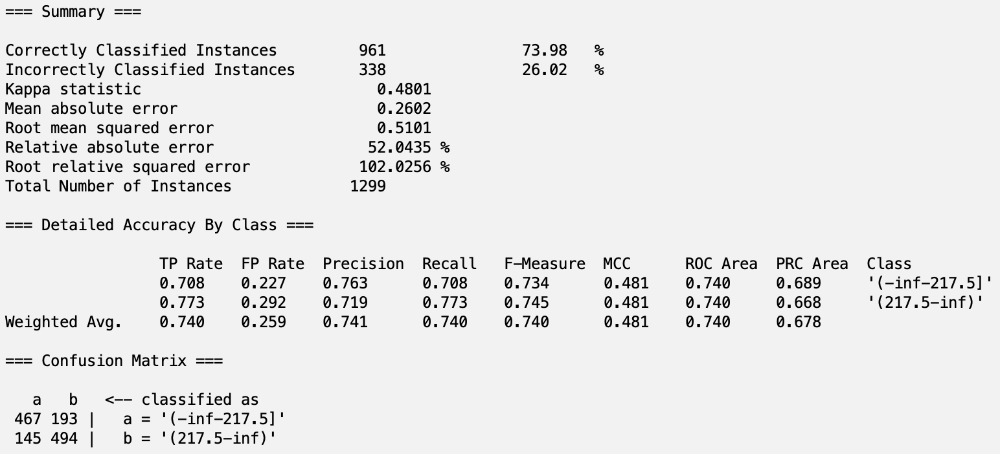 === Summary ===
Correctly Classified Instances 961 73.98 %
Incorrectly Classified Instances 338 26.02 %
Kappa statistic 0.4801
Mean absolute error 0.2602
Root mean squared error 0.5101
Relative absolute error 52.0435 %
Root relative squared error 102.0256 %
Total Number of Instances 1299
=== Detailed Accuracy By Class ===
TP Rate FP Rate Precision Recall F-Measure MCC ROC Area PRC Area Class
0.708 0.227 0.763 0.708 0.734 0.481 0.740 0.689 '(-inf-217.5]'
0.773 0.292 0.719 0.773 0.745 0.481 0.740 0.668 '(217.5-inf)'
Weighted Avg. 0.740 0.259 0.741 0.740 0.740 0.481 0.740 0.678
=== Confusion Matrix ===
a b <-- classified as
467 193 | a = '(-inf-217.5]'
145 494 | b = '(217.5-inf)'